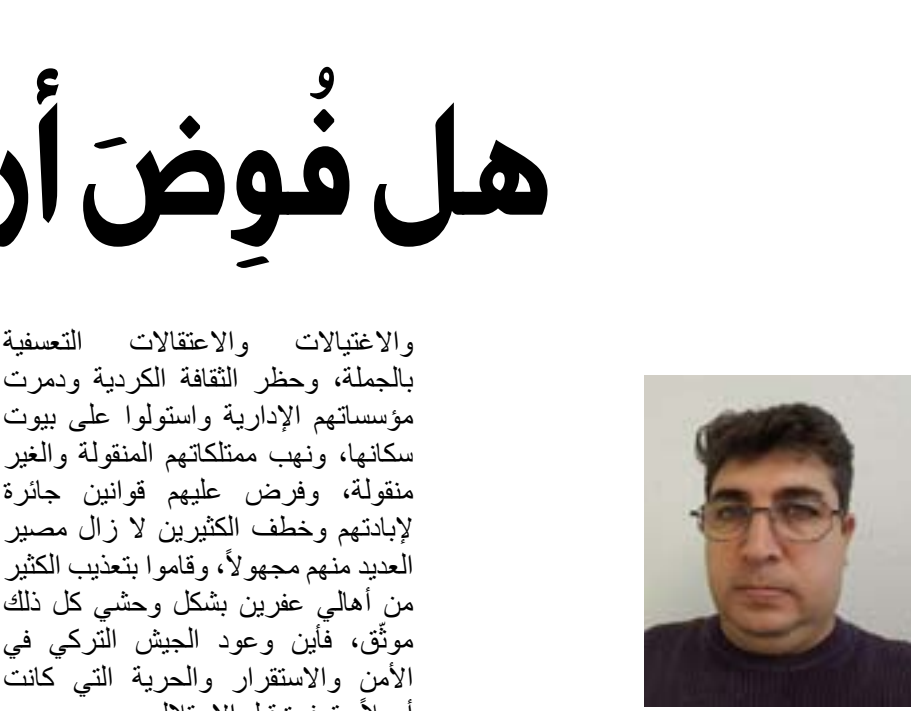 هل فُوِضَ
والاغتيالات والاعتقالات التعسفية
بالجملة، وحظر الثقافة الكردية ودمرت
مؤسساتهم الإدارية واستولوا على بيوت
سكانها، ونهب ممتلكاتهم المنقولة والغير
منقولة، وفرض عليهم قوانين جائرة
لإبادتهم وخطف الكثيرين لا زال مصير
العديد منهم مجهولاً، وقاموا بتعذيب الكثير
من أهالي عفرين بشكل وحشي كل ذلك
موثّق، فأين وعود الجيش التركي في
الأمن والاستقرار والحرية التي كانت